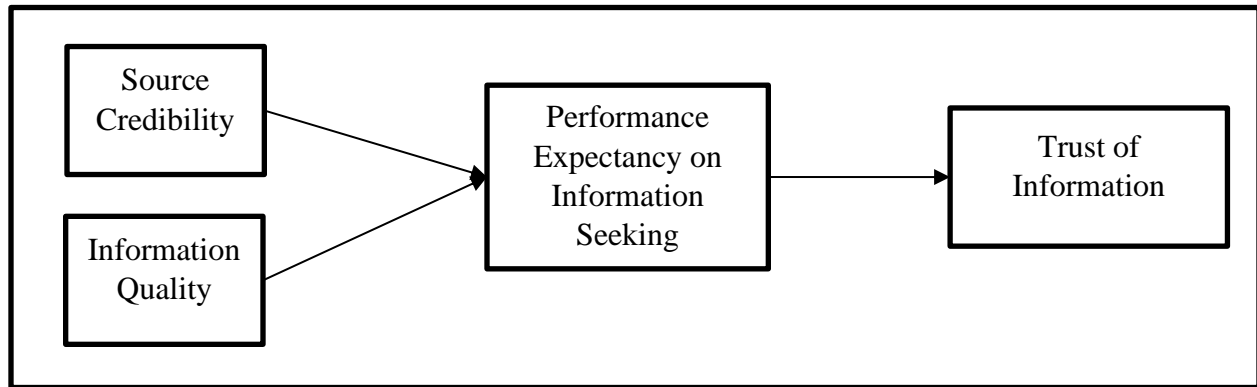 Source
Credibility
Information
Quality
Performance
Expectancy on
Information
Seeking
Trust of
Information